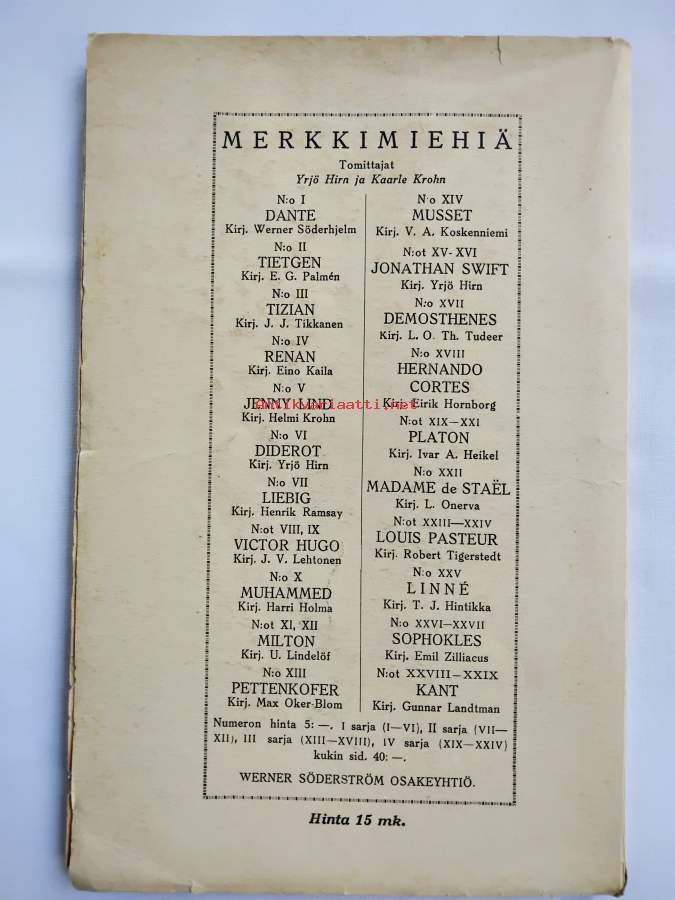 MERKKIMIEHIÄ
Tomittajat
Yrjö Hirn ja Kaarle Krohn
N:o I
DANTE
Kirj. Werner Söderhjelm
N:o II
TIETGEN
Kirj. E. G. Palmén
N:o III
TIZIAN
Kirj. J. J. Tikkanen
N:o IV
RENAN
Kirj. Eino Kaila
N:o V
JENNY LIND
Kirj. Helmi Krohn
N:o VI
DIDEROT
Kirj. Yrjö Hirn
N:o VII
LIEBIG
Kirj. Henrik Ramsay
N:ot VIII, IX
VICTOR HUGO
Kirj. J. V. Lehtonen
N:o X
MUHAMMED
Kirj. Harri Holma
N:ot XI, XII
MILTON
Kirj. U. Lindelöf
N:o XIII
PETTENKOFER
Kirj. Max Oker-Blom
N:o XIV
MUSSET
Kirj. V. A. Koskenniemi
N:ot XV-XVI
JONATHAN SWIFT
Kirj. Yrjö Hirn
N:o XVII
DEMOSTHENES
Kirj. L. O. Th. Tudeer
N:o XVIII
HERNANDO
CORTES
Kirj. Eirik Hornborg
N:ot XIX—XXI
PLATON
Kirj. Ivar A. Heikel
N:o XXII
MADAME de STAËL
Kirj. L. Onerva
N:ot XXIII—XXIV
LOUIS PASTEUR
Kirj. Robert Tigerstedt
N:o XXV
LINNÉ
Kirj. T. J. Hintikka
N:o XXVI—XXVII
SOPHOKLES
Kirj. Emil Zilliacus
N:ot XXVIII—XXIX
KANT
Kirj. Gunnar Landtman
antikvariaatti.net
Numeron hinta 5: —. I sarja (I—VI), II sarja (VII—
XII), III sarja (XIII—XVIII), IV sarja (XIX—XXIV)
kukin sid. 40: —.
WERNER SÖDERSTRÖM OSAKEYHTIÖ.
Hinta 15 mk.